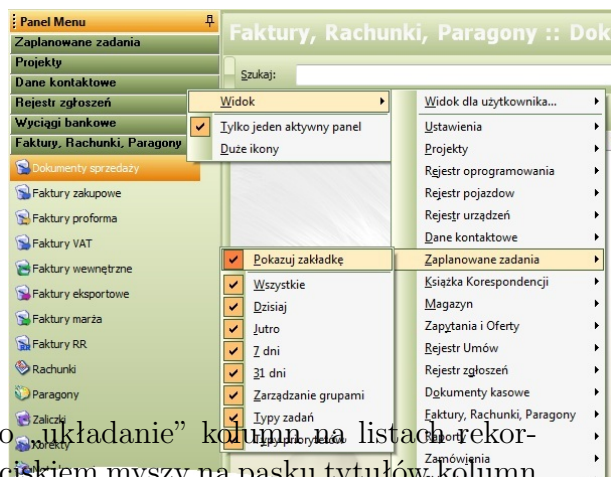 Panel Menu
Zaplanowane zadania
Projekty
Dane kontaktowe
Rejestr zgłoszeń
Wyciągi bankowe
Faktury, Rachunki, Paragony
Dokumenty sprzedaży
Faktury zakupowe
Faktury proforma
Faktury VAT
Faktury wewnętrzne
Faktury eksportowe
Faktury marża
Faktury RR
Rachunki
Paragony
Zaliczki
Korekty
Faktury, Rachunki, Paragony :: Dok
Szukaj:
Widok
Tylko jeden aktywny panel
Duże ikony
Pokazuj zakładkę
Wszystkie
Dzisiaj
Jutro
7 dni
31 dni
Zarządzanie grupami
Typy zadań
Typy priorytetów
Widok dla użytkownika...
Ustawienia
Projekty
Rejestr oprogramowania
Rejestr pojazdow
Rejestr urządzeń
Dane kontaktowe
Zaplanowane zadania
Książka Korespondencji
Magazyn
Zapytania i Oferty
Rejestr Umów
Rejestr zgłoszeń
Dokumenty kasowe
Faktury, Rachunki, Paragony
Raporty
Zamówienia
o „układanie” kolumn na listach rekor-
ciskiem myszy na pasku tytułów kolumn